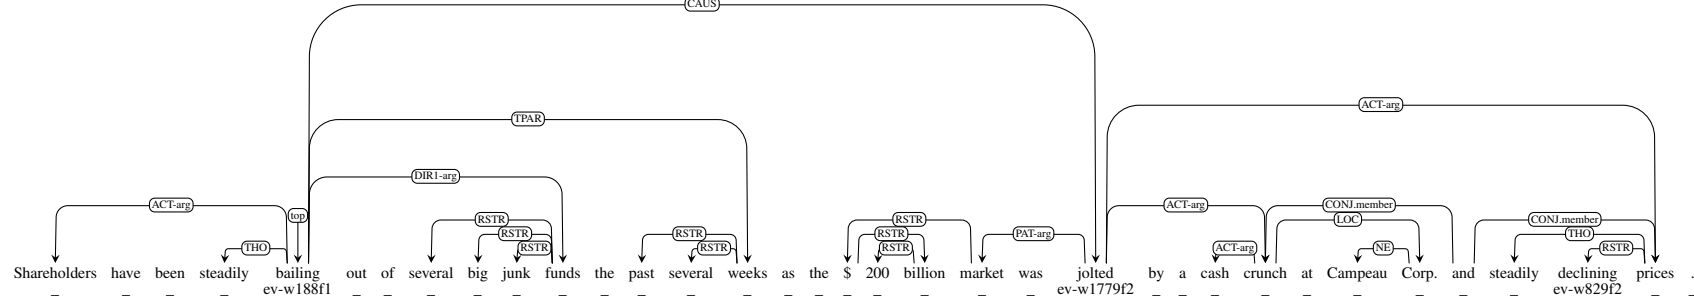 CAUS
ACT-arg
TPAR
DIR1-arg
ACT-arg ACT-arg CONJ.member
top RSTR RSTR LOC CONJ.member
RSTR RSTR RSTR PAT-arg THO
THO RSTR RSTR RSTR ACT-arg NE RSTR
Shareholders have been steadily bailing out of several big junk funds the past several weeks as the $ 200 billion market was jolted by a cash crunch at Campeau Corp. and steadily declining prices .
ev-w188f1 ev-w1779f2 ev-w829f2
_ _ _ _ _ _ _ _ _ _ _ _ _ _ _ _ _ _ _ _ _ _ _ _ _ _ _ _ _ _ _ _ _ _